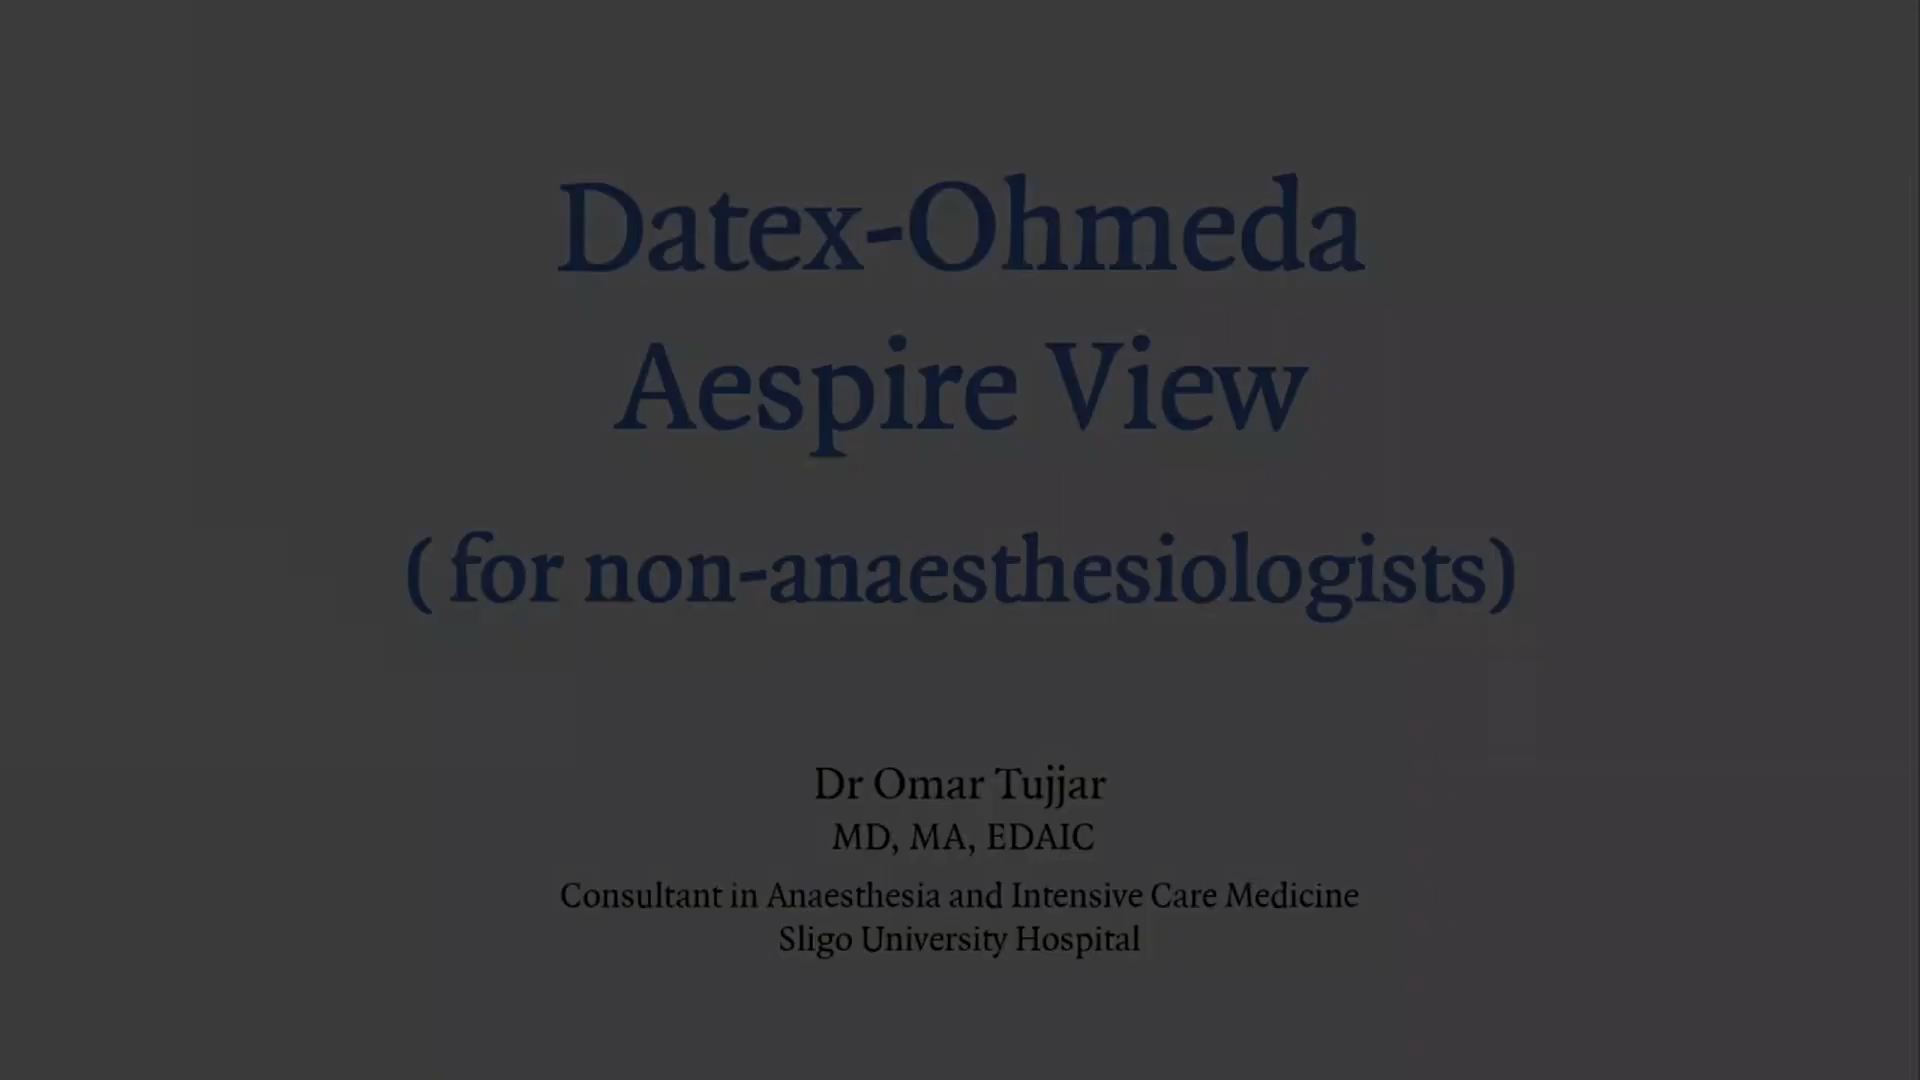 Datex-Ohmeda
Aespire View
( for non-anaesthesiologists)
Dr Omar Tujjar
MD, MA, EDAIC
Consultant in Anaesthesia and Intensive Care Medicine
Sligo University Hospital